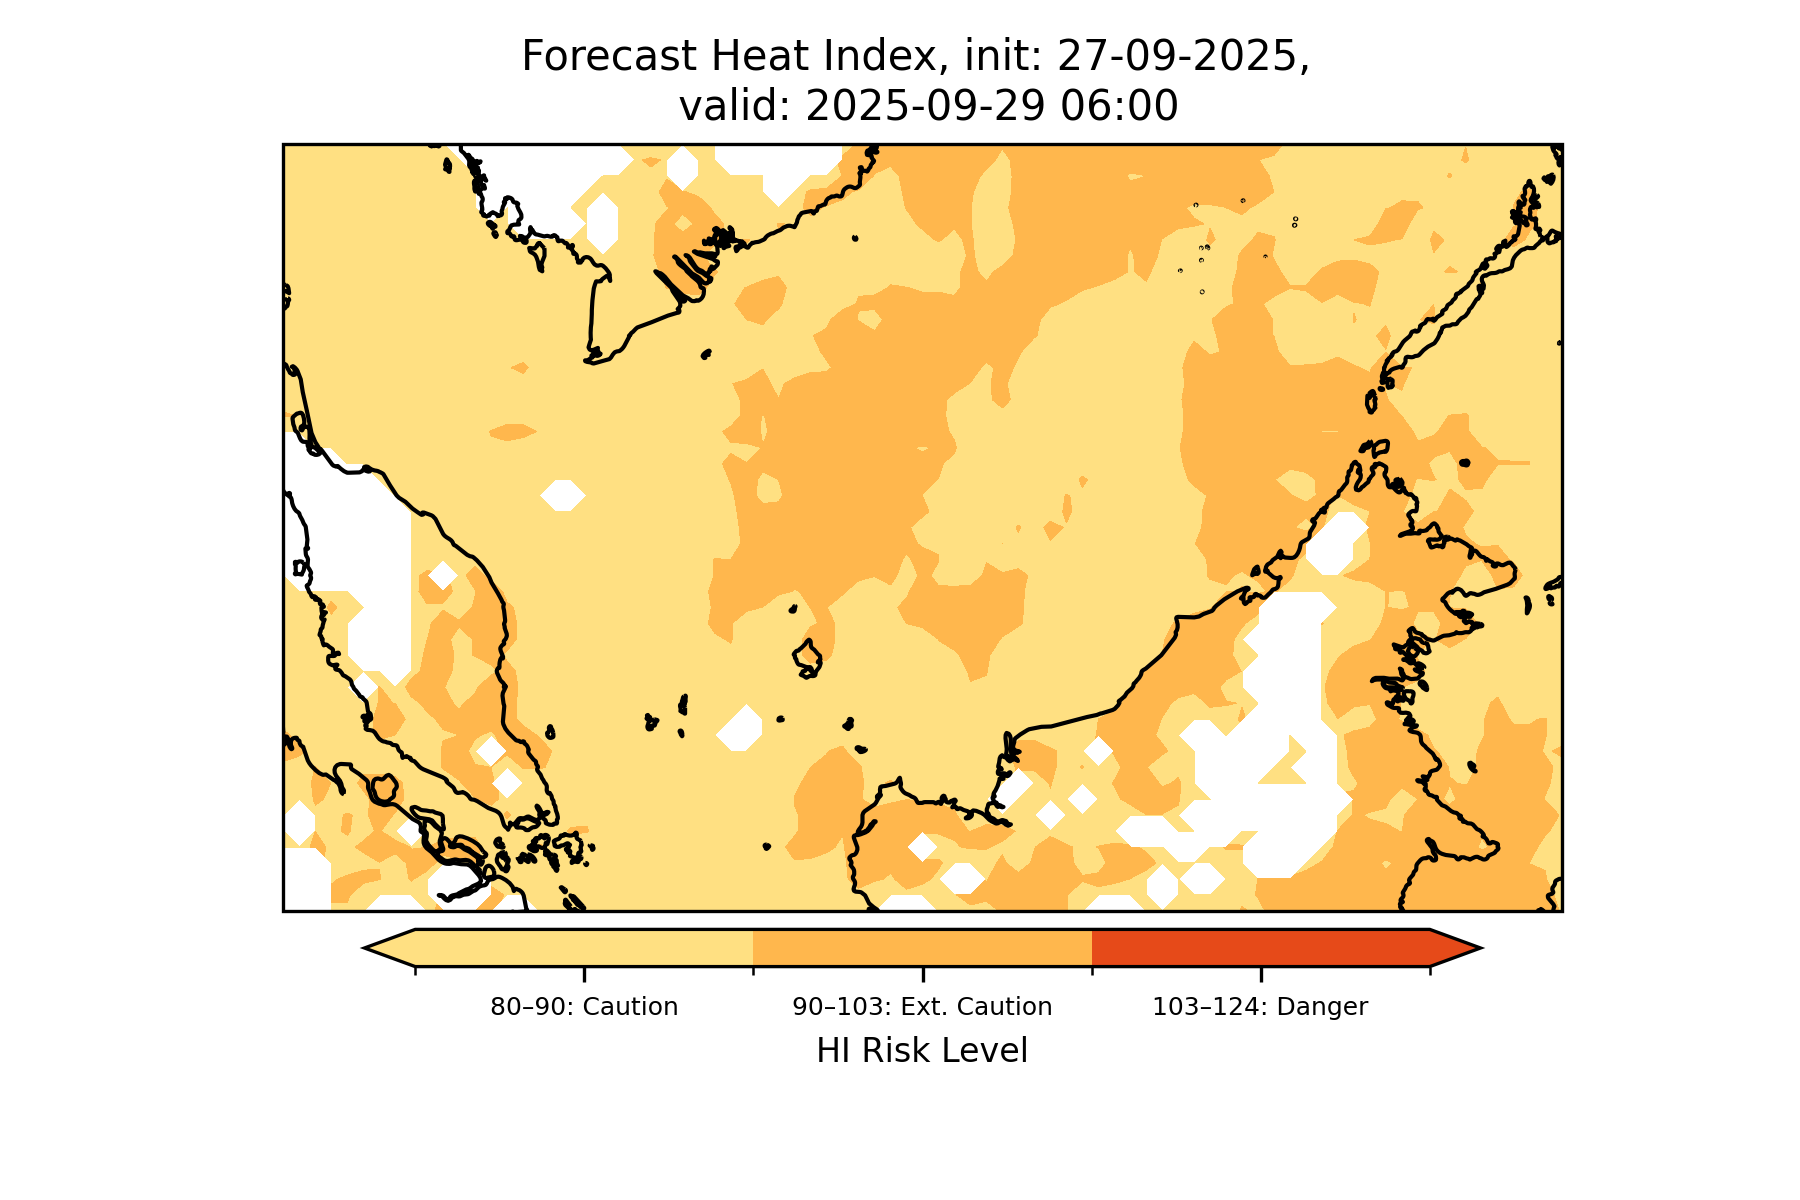 Forecast Heat Index, init: 27-09-2025,
valid: 2025-09-29 06:00
80–90: Caution
90–103: Ext. Caution
103–124: Danger
HI Risk Level